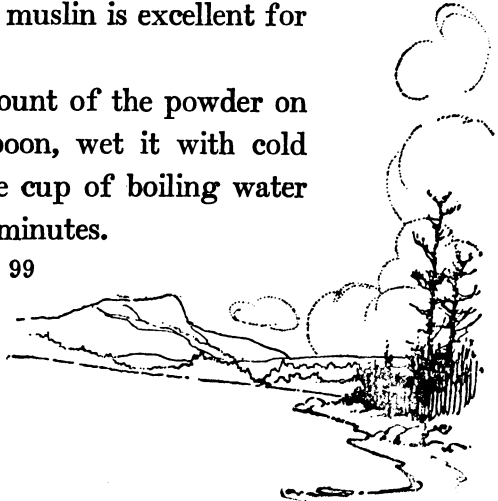 muslin is excellent for
ount of the powder on
poon, wet it with cold
e cup of boiling water
minutes.
99